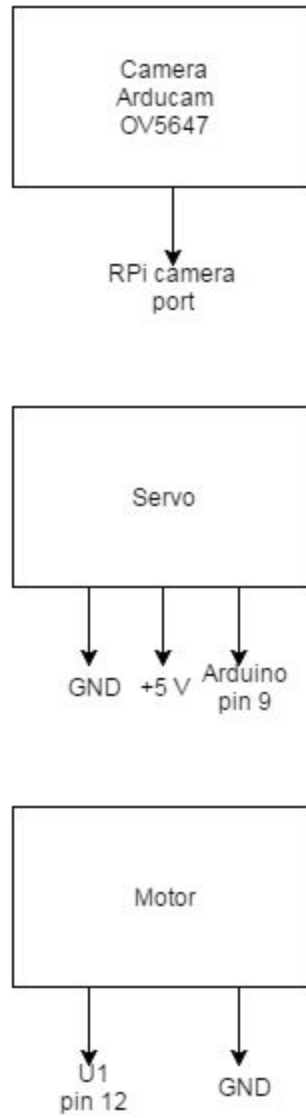 Camera
Arducam
OV5647
RPi camera
port
Servo
GND
+5 V
Arduino
pin 9
Motor
U1
pin 12
GND